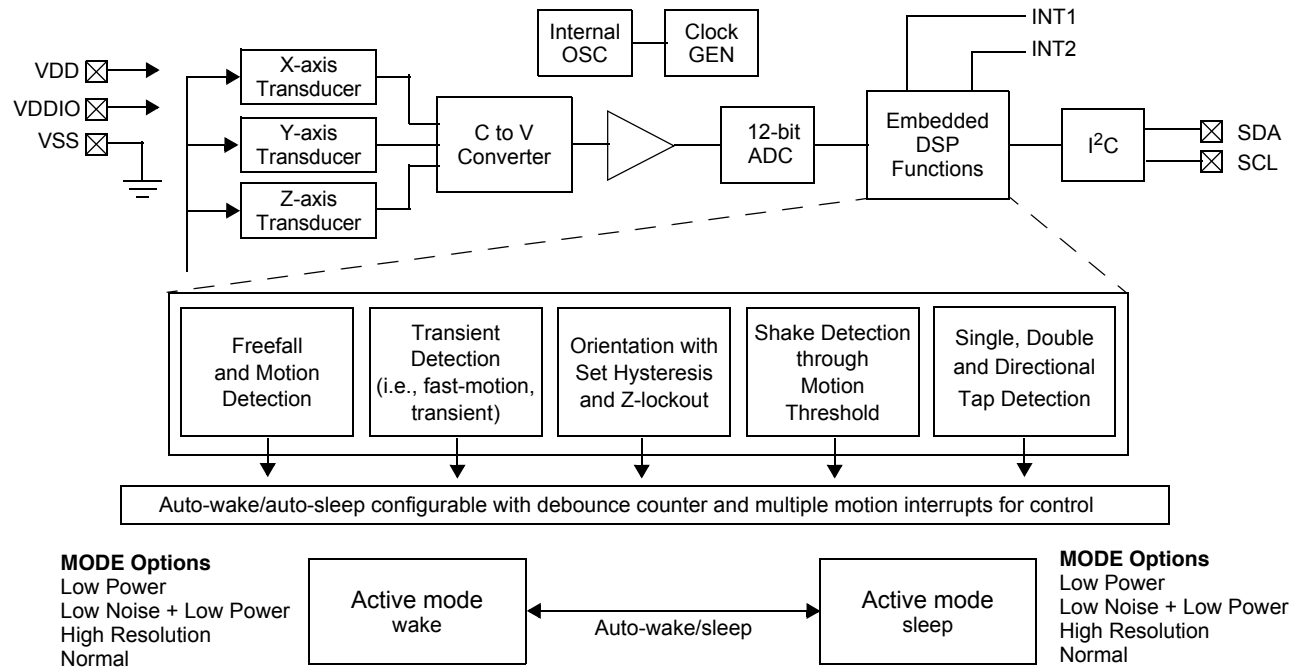 VDD
VDDIO
VSS
X-axis
Transducer
Y-axis
Transducer
Z-axis
Transducer
C to V
Converter
Internal
OSC
Clock
GEN
12-bit
ADC
Embedded
DSP
Functions
INT1
INT2
I²C
SDA
SCL
Freefall
and Motion
Detection
Transient
Detection
(i.e., fast-motion,
transient)
Orientation with
Set Hysteresis
and Z-lockout
Shake Detection
through
Motion
Threshold
Single, Double
and Directional
Tap Detection
Auto-wake/auto-sleep configurable with debounce counter and multiple motion interrupts for control
MODE Options
Low Power
Low Noise + Low Power
High Resolution
Normal
Active mode
wake
Auto-wake/sleep
Active mode
sleep
MODE Options
Low Power
Low Noise + Low Power
High Resolution
Normal